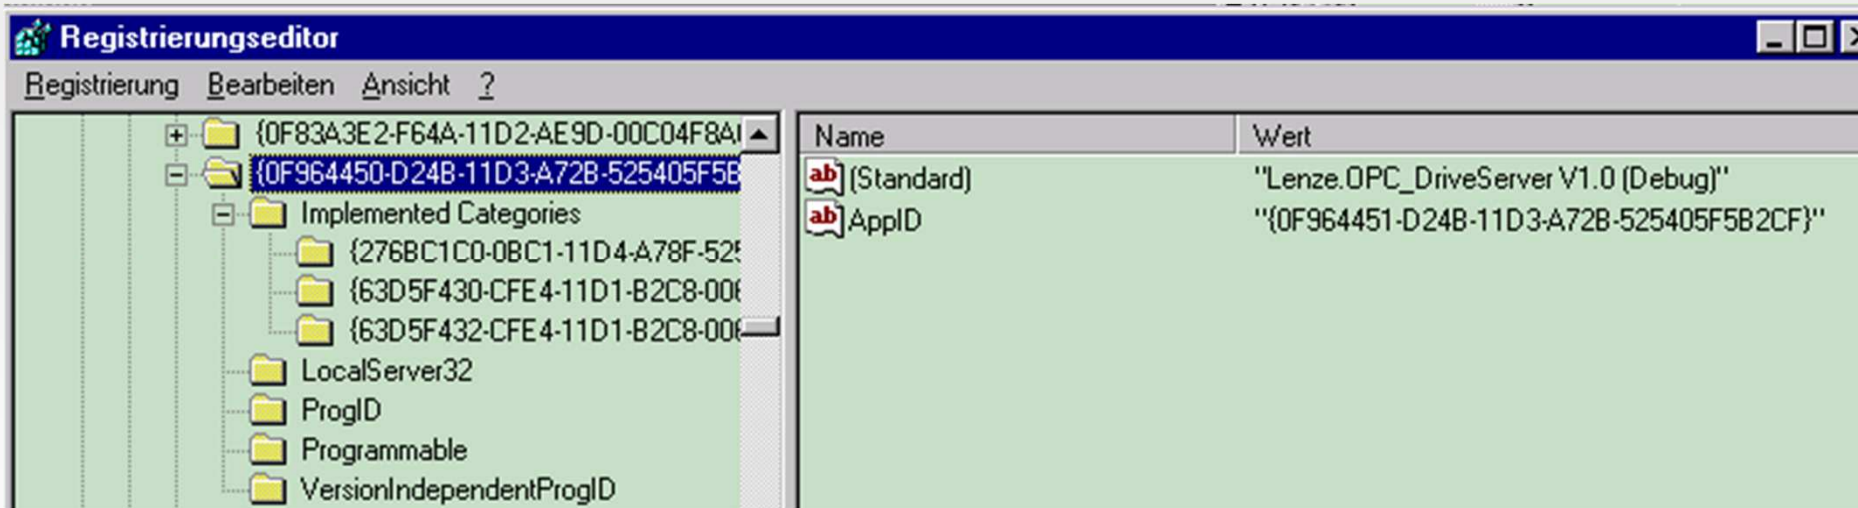 Registrierungseditor
Registrierung Bearbeiten Ansicht ?
{0F83A3E2-F64A-11D2-AE9D-00C04F8A
{0F964450-D24B-11D3-A72B-525405F5B
Implemented Categories
{276BC1C0-0BC1-11D4-A78F-525
{63D5F430-CFE4-11D1-B2C8-006
{63D5F432-CFE4-11D1-B2C8-006
LocalServer32
ProgID
Programmable
VersionIndependentProgID
Name Wert
(Standard) "Lenze.OPC_DriveServer V1.0 (Debug)"
AppID "{0F964451-D24B-11D3-A72B-525405F5B2CF}"